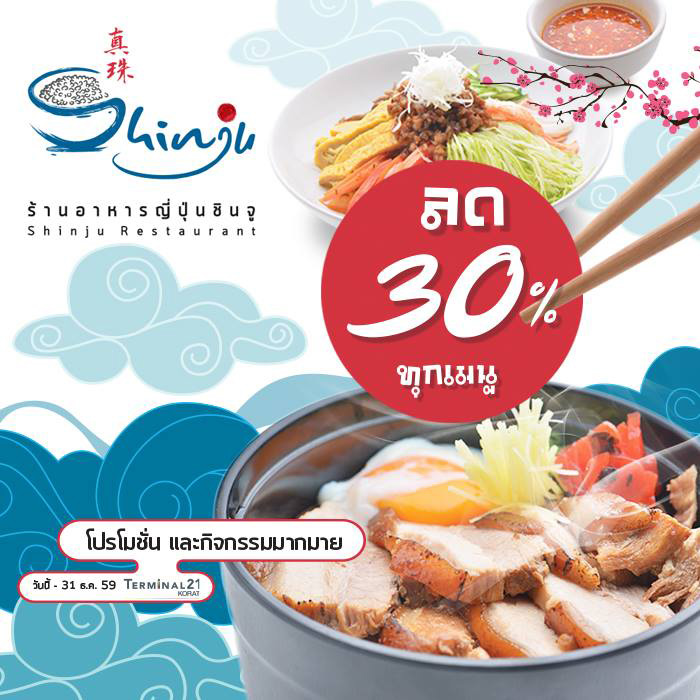 真
珠
Shinju
ร้านอาหารญี่ปุ่นชินจู
Shinju Restaurant
ลด
30%
ทุกเมนู
โปรโมชั่น และกิจกรรมมากมาย
วันนี้ - 31 ธ.ค. 59 TERMINAL21
KORAT